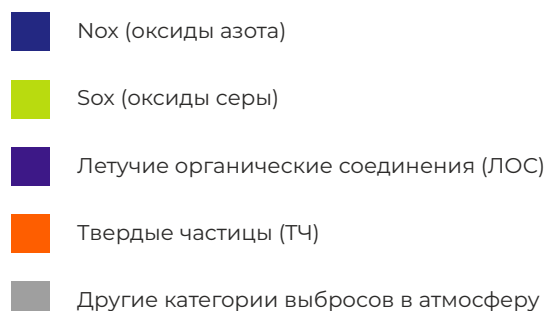 Nox (оксиды азота)
Sox (оксиды серы)
Летучие органические соединения (ЛОС)
Твердые частицы (ТЧ)
Другие категории выбросов в атмосферу